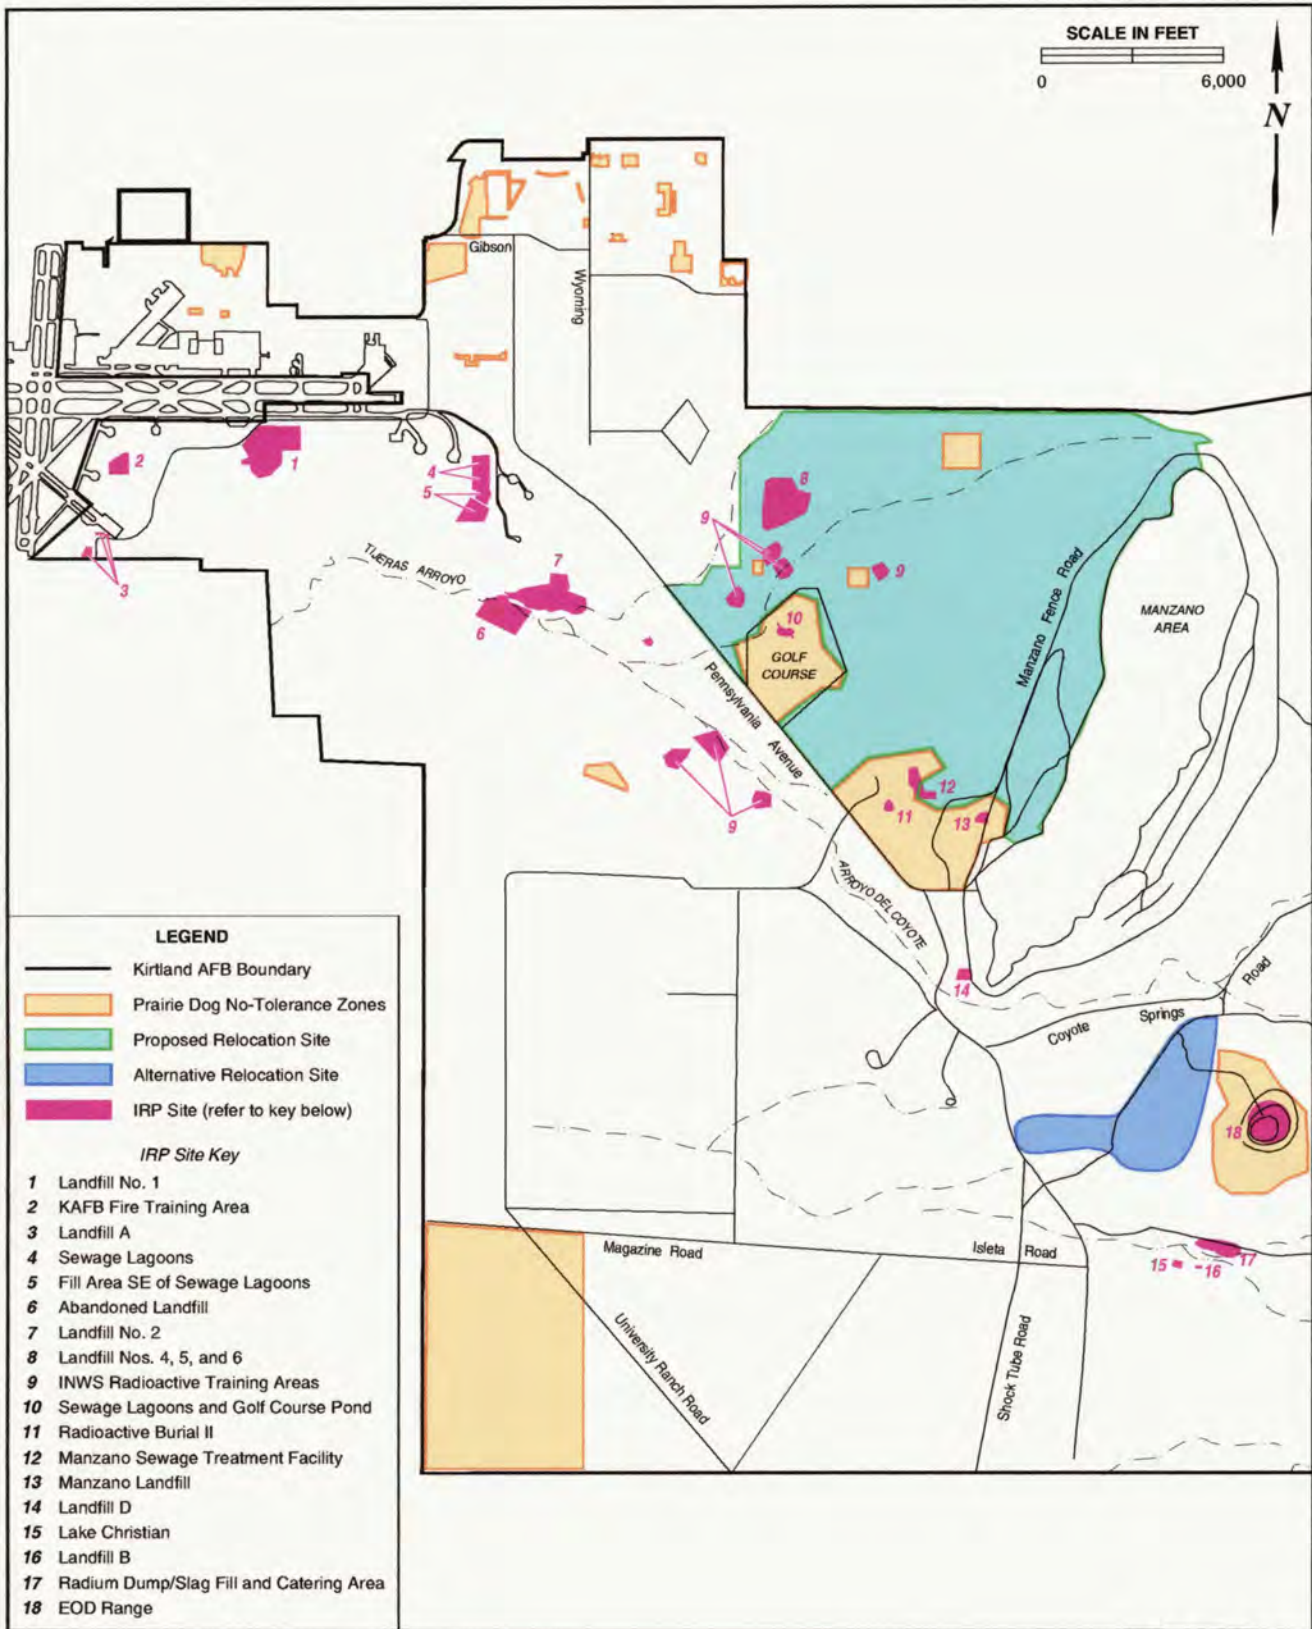 SCALE IN FEET
0 6,000
N
Gibson
Wyoming
2
1
4
5
3
8
9
9
7
6
TIJERAS ARROYO
10
GOLF
COURSE
Manzano Fence Road
MANZANO
AREA
Pennsylvania Avenue
9
12
11
13
ARROYO DEL COYOTE
14
Coyote Springs Road
18
Magazine Road
Isleta Road
15
16
17
University Ranch Road
Shock Tube Road
LEGEND
Kirtland AFB Boundary
Prairie Dog No-Tolerance Zones
Proposed Relocation Site
Alternative Relocation Site
IRP Site (refer to key below)
IRP Site Key
1 Landfill No. 1
2 KAFB Fire Training Area
3 Landfill A
4 Sewage Lagoons
5 Fill Area SE of Sewage Lagoons
6 Abandoned Landfill
7 Landfill No. 2
8 Landfill Nos. 4, 5, and 6
9 INWS Radioactive Training Areas
10 Sewage Lagoons and Golf Course Pond
11 Radioactive Burial II
12 Manzano Sewage Treatment Facility
13 Manzano Landfill
14 Landfill D
15 Lake Christian
16 Landfill B
17 Radium Dump/Slag Fill and Catering Area
18 EOD Range